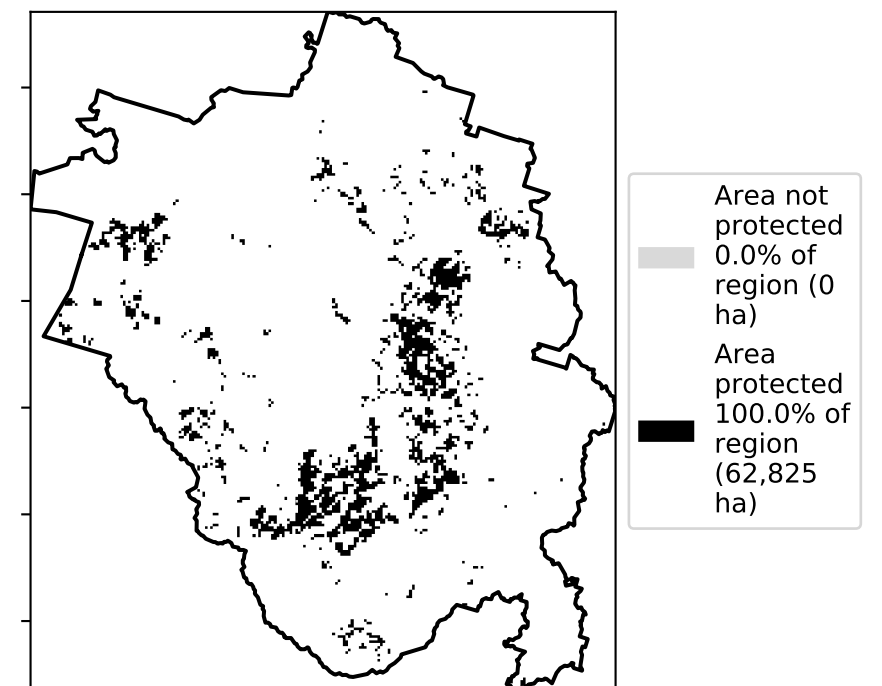 Area not
protected
0.0% of
region (0
ha)
Area
protected
100.0% of
region
(62,825
ha)